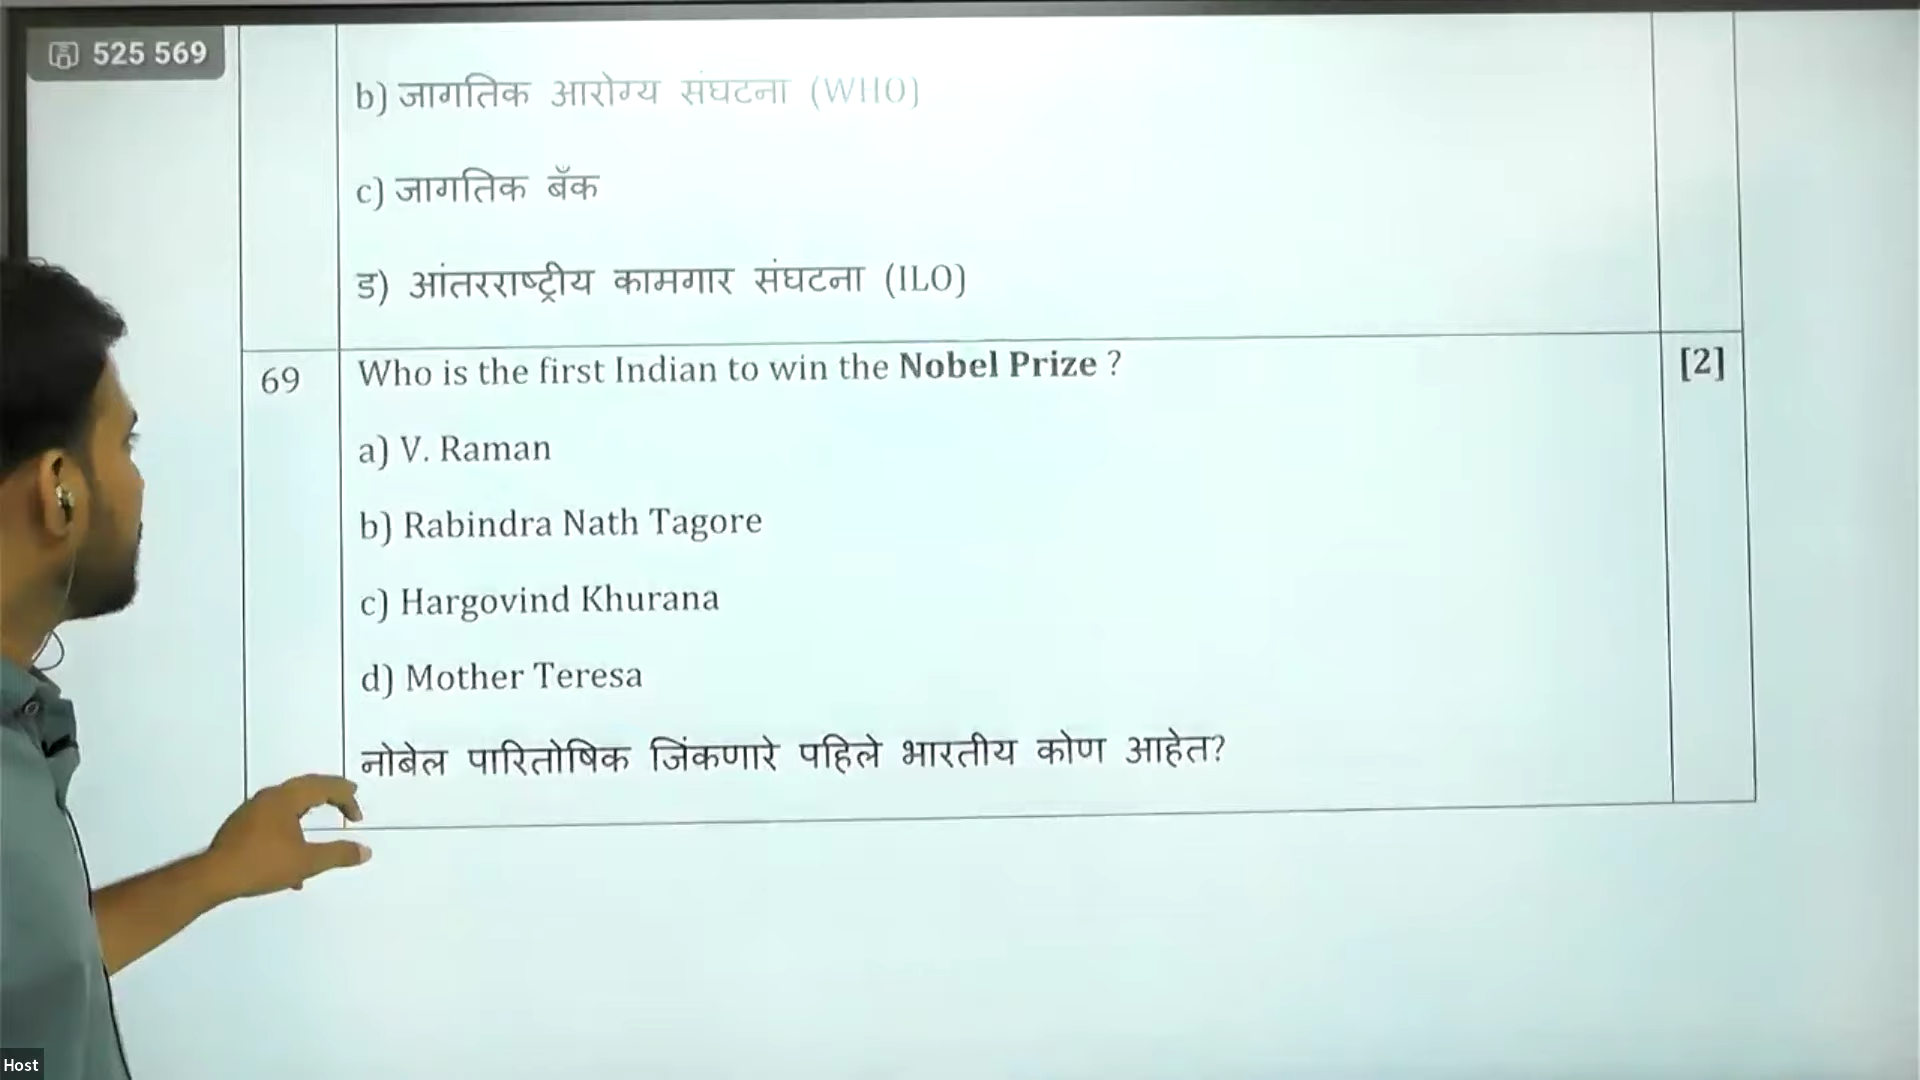 525 569
b) जागतिक आरोग्य संघटना (WHO)
c) जागतिक बँक
ड) आंतरराष्ट्रीय कामगार संघटना (ILO)
69 Who is the first Indian to win the Nobel Prize ? [2]
a) V. Raman
b) Rabindra Nath Tagore
c) Hargovind Khurana
d) Mother Teresa
नोबेल पारितोषिक जिंकणारे पहिले भारतीय कोण आहेत?
Host